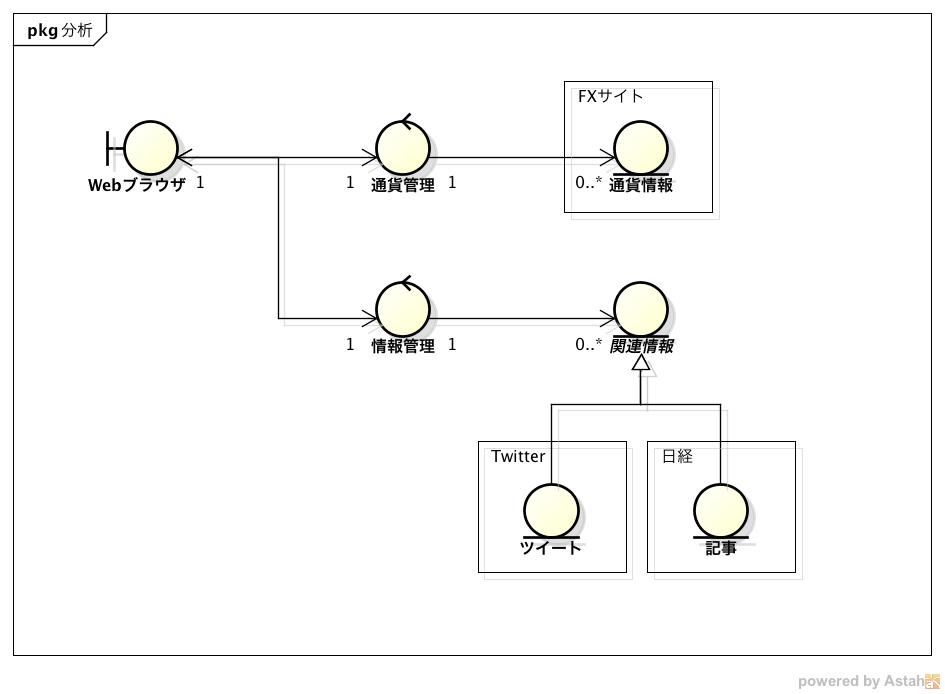 pkg 分析
FXサイト
Webブラウザ
1
1
通貨管理
1
0..*
通貨情報
1
情報管理
1
0..*
関連情報
Twitter
日経
ツイート
記事
powered by Astah